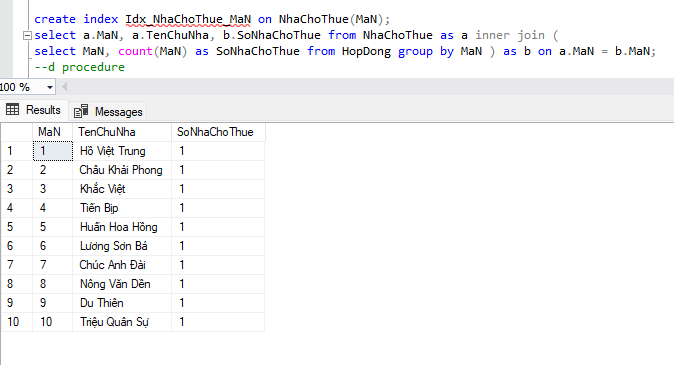 create index Idx_NhaChoThue_MaN on NhaChoThue(MaN);
select a.MaN, a.TenChuNha, b.SoNhaChoThue from NhaChoThue as a inner join (
select MaN, count(MaN) as SoNhaChoThue from HopDong group by MaN ) as b on a.MaN = b.MaN;
--d procedure
100 %
Results Messages
MaN TenChuNha SoNhaChoThue
1 1 Hồ Việt Trung 1
2 2 Châu Khải Phong 1
3 3 Khắc Việt 1
4 4 Tiến Bịp 1
5 5 Huấn Hoa Hồng 1
6 6 Lương Sơn Bá 1
7 7 Chúc Anh Đài 1
8 8 Nông Văn Dền 1
9 9 Du Thiên 1
10 10 Triệu Quân Sự 1